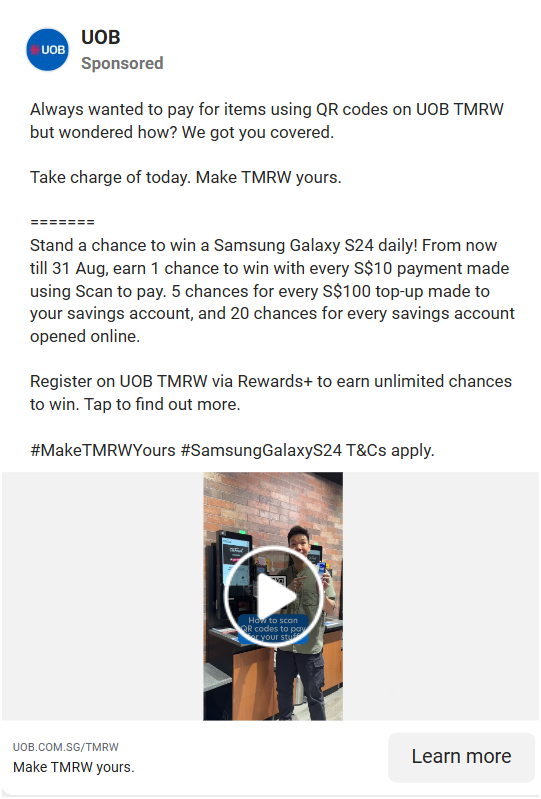 UOB
UOB
Sponsored
Always wanted to pay for items using QR codes on UOB TMRW
but wondered how? We got you covered.
Take charge of today. Make TMRW yours.
=======
Stand a chance to win a Samsung Galaxy S24 daily! From now
till 31 Aug, earn 1 chance to win with every S$10 payment made
using Scan to pay. 5 chances for every S$100 top-up made to
your savings account, and 20 chances for every savings account
opened online.
Register on UOB TMRW via Rewards+ to earn unlimited chances
to win. Tap to find out more.
#MakeTMRWYours #SamsungGalaxyS24 T&Cs apply.
How to scan
QR codes to pay
for your stuff
UOB.COM.SG/TMRW
Make TMRW yours.
Learn more